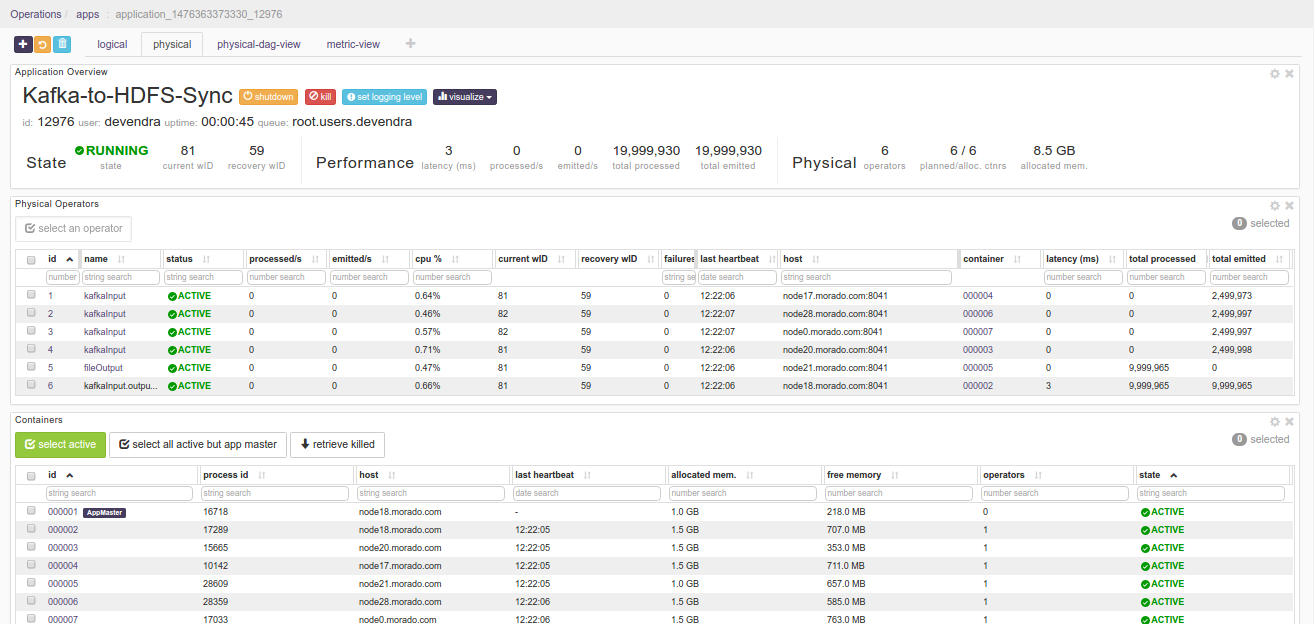 Operations / apps application_1476363373330_12976
logical physical physical-dag-view metric-view
Application Overview
Kafka-to-HDFS-Sync shutdown kill set logging level visualize
id: 12976 user: devendra uptime: 00:00:45 queue: root.users.devendra
State RUNNING 81 59 Performance 3 0 0 19,999,930 19,999,930 Physical 6 6 / 6 8.5 GB
state current wID recovery wID latency (ms) processed/s emitted/s total processed total emitted operators planned/alloc. ctnrs allocated mem.
Physical Operators
select an operator 0 selected
id name status processed/s emitted/s cpu % current wID recovery wID failures last heartbeat host container latency (ms) total processed total emitted
number string search string search number search number search number search string se date search string search number search number search number search
1 kafkaInput ACTIVE 0 0 0.64% 81 59 0 12:22:06 node17.morado.com:8041 000004 0 0 2,499,973
2 kafkaInput ACTIVE 0 0 0.46% 82 59 0 12:22:07 node28.morado.com:8041 000006 0 0 2,499,997
3 kafkaInput ACTIVE 0 0 0.57% 82 59 0 12:22:07 node0.morado.com:8041 000007 0 0 2,499,997
4 kafkaInput ACTIVE 0 0 0.71% 81 59 0 12:22:06 node20.morado.com:8041 000003 0 0 2,499,998
5 fileOutput ACTIVE 0 0 0.47% 81 59 0 12:22:06 node21.morado.com:8041 000005 0 9,999,965 0
6 kafkaInput.outpu... ACTIVE 0 0 0.66% 81 59 0 12:22:06 node18.morado.com:8041 000002 3 9,999,965 9,999,965
Containers
select active select all active but app master retrieve killed 0 selected
id process id host last heartbeat allocated mem. free memory operators state
string search string search string search date search number search number search number search string search
000001 AppMaster 16718 node18.morado.com - 1.0 GB 218.0 MB 0 ACTIVE
000002 17289 node18.morado.com 12:22:05 1.5 GB 707.0 MB 1 ACTIVE
000003 15665 node20.morado.com 12:22:05 1.5 GB 353.0 MB 1 ACTIVE
000004 10142 node17.morado.com 12:22:05 1.5 GB 711.0 MB 1 ACTIVE
000005 28609 node21.morado.com 12:22:05 1.0 GB 657.0 MB 1 ACTIVE
000006 28359 node28.morado.com 12:22:06 1.5 GB 585.0 MB 1 ACTIVE
000007 17033 node0.morado.com 12:22:06 1.5 GB 763.0 MB 1 ACTIVE